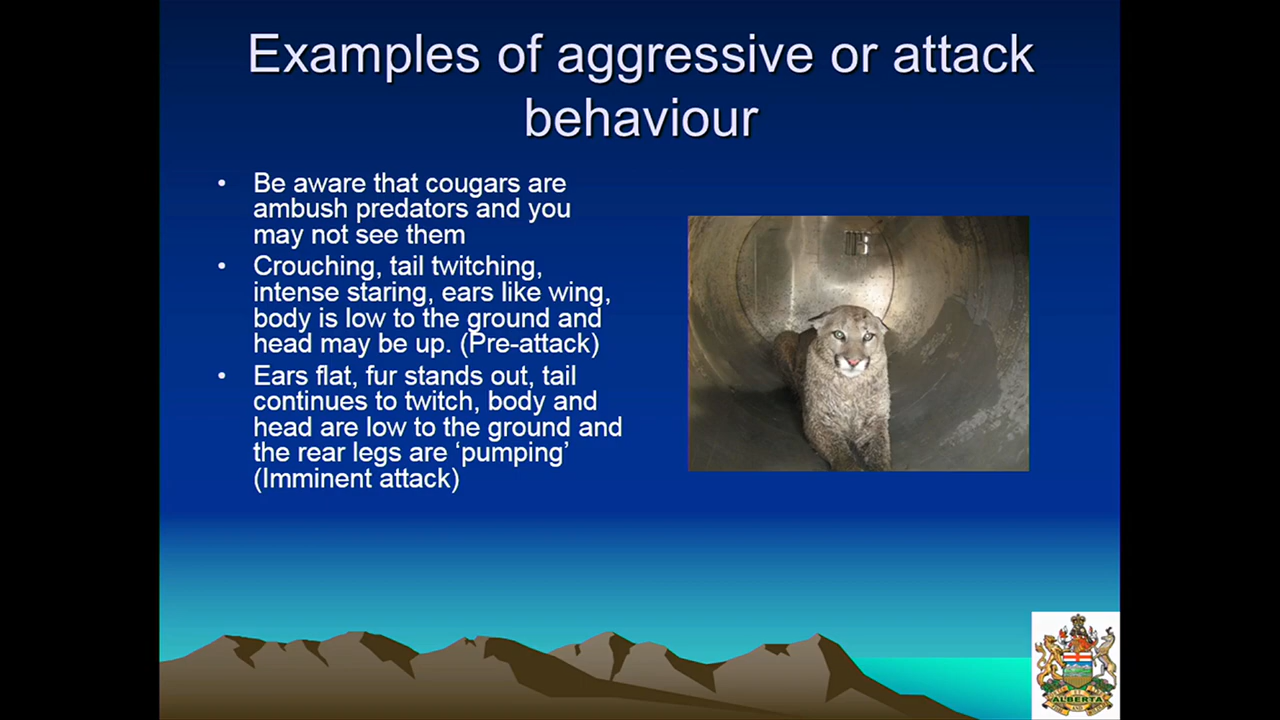 Examples of aggressive or attack
behaviour
• Be aware that cougars are
ambush predators and you
may not see them
• Crouching, tail twitching,
intense staring, ears like wing,
body is low to the ground and
head may be up. (Pre-attack)
• Ears flat, fur stands out, tail
continues to twitch, body and
head are low to the ground and
the rear legs are ‘pumping’
(Imminent attack)
ALBERTA